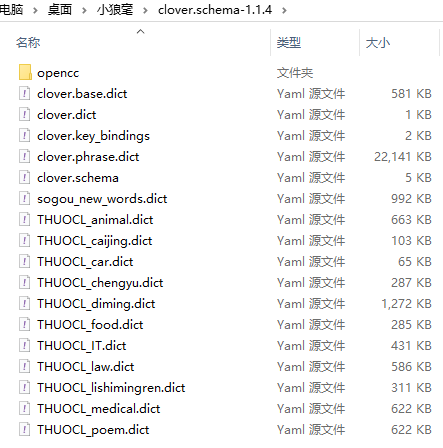 电脑 › 桌面 › 小狼毫 › clover.schema-1.1.4 ›
名称 类型 大小
opencc 文件夹
clover.base.dict Yaml 源文件 581 KB
clover.dict Yaml 源文件 1 KB
clover.key_bindings Yaml 源文件 2 KB
clover.phrase.dict Yaml 源文件 22,141 KB
clover.schema Yaml 源文件 5 KB
sogou_new_words.dict Yaml 源文件 992 KB
THUOCL_animal.dict Yaml 源文件 663 KB
THUOCL_caijing.dict Yaml 源文件 103 KB
THUOCL_car.dict Yaml 源文件 65 KB
THUOCL_chengyu.dict Yaml 源文件 287 KB
THUOCL_diming.dict Yaml 源文件 1,272 KB
THUOCL_food.dict Yaml 源文件 285 KB
THUOCL_IT.dict Yaml 源文件 431 KB
THUOCL_law.dict Yaml 源文件 586 KB
THUOCL_lishimingren.dict Yaml 源文件 311 KB
THUOCL_medical.dict Yaml 源文件 622 KB
THUOCL_poem.dict Yaml 源文件 622 KB